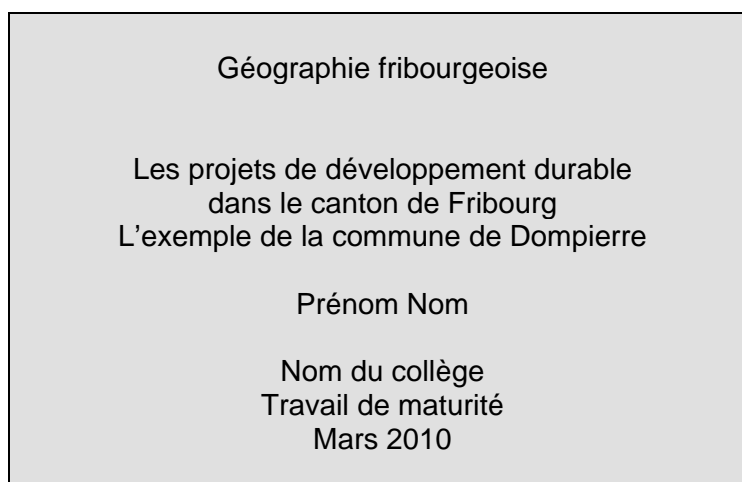 Géographie fribourgeoise
Les projets de développement durable
dans le canton de Fribourg
L'exemple de la commune de Dompierre
Prénom Nom
Nom du collège
Travail de maturité
Mars 2010